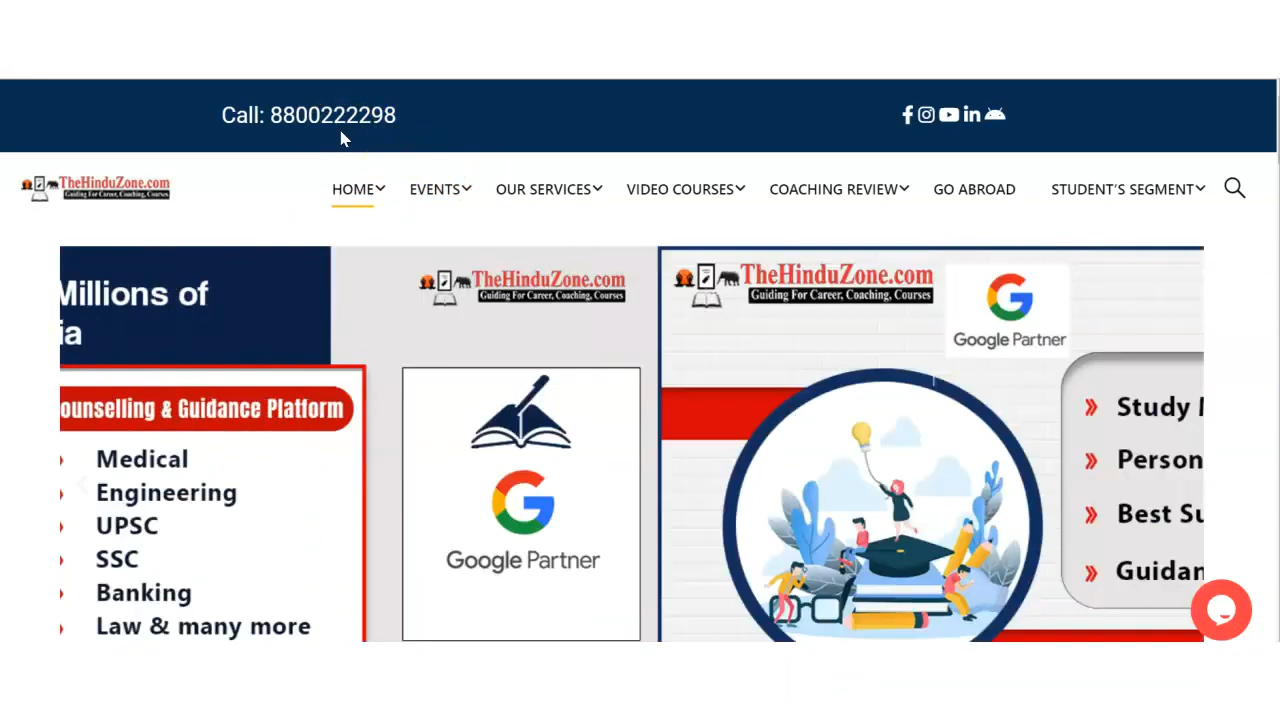 Call: 8800222298
TheHinduZone.com
Guiding For Career, Coaching, Courses
HOME
EVENTS
OUR SERVICES
VIDEO COURSES
COACHING REVIEW
GO ABROAD
STUDENT'S SEGMENT
Millions of
ia
ounselling & Guidance Platform
Medical
Engineering
UPSC
SSC
Banking
Law & many more
TheHinduZone.com
Guiding For Career, Coaching, Courses
Google Partner
TheHinduZone.com
Guiding For Career, Coaching, Courses
Google Partner
Study
Person
Best Su
Guidan